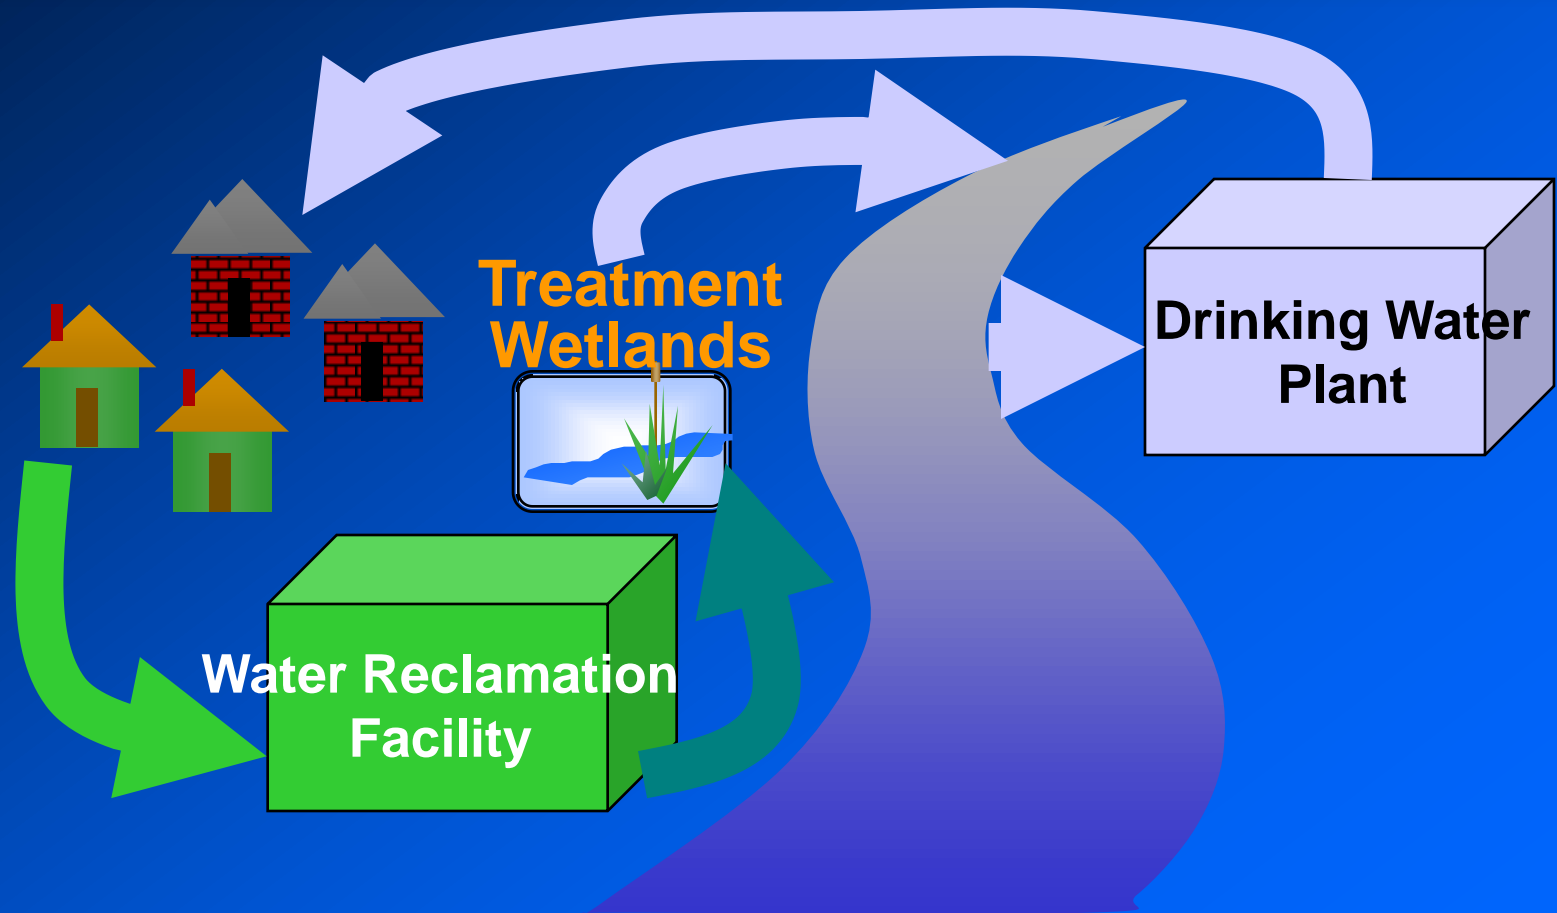 Treatment
Wetlands
Drinking Water
Plant
Water Reclamation
Facility